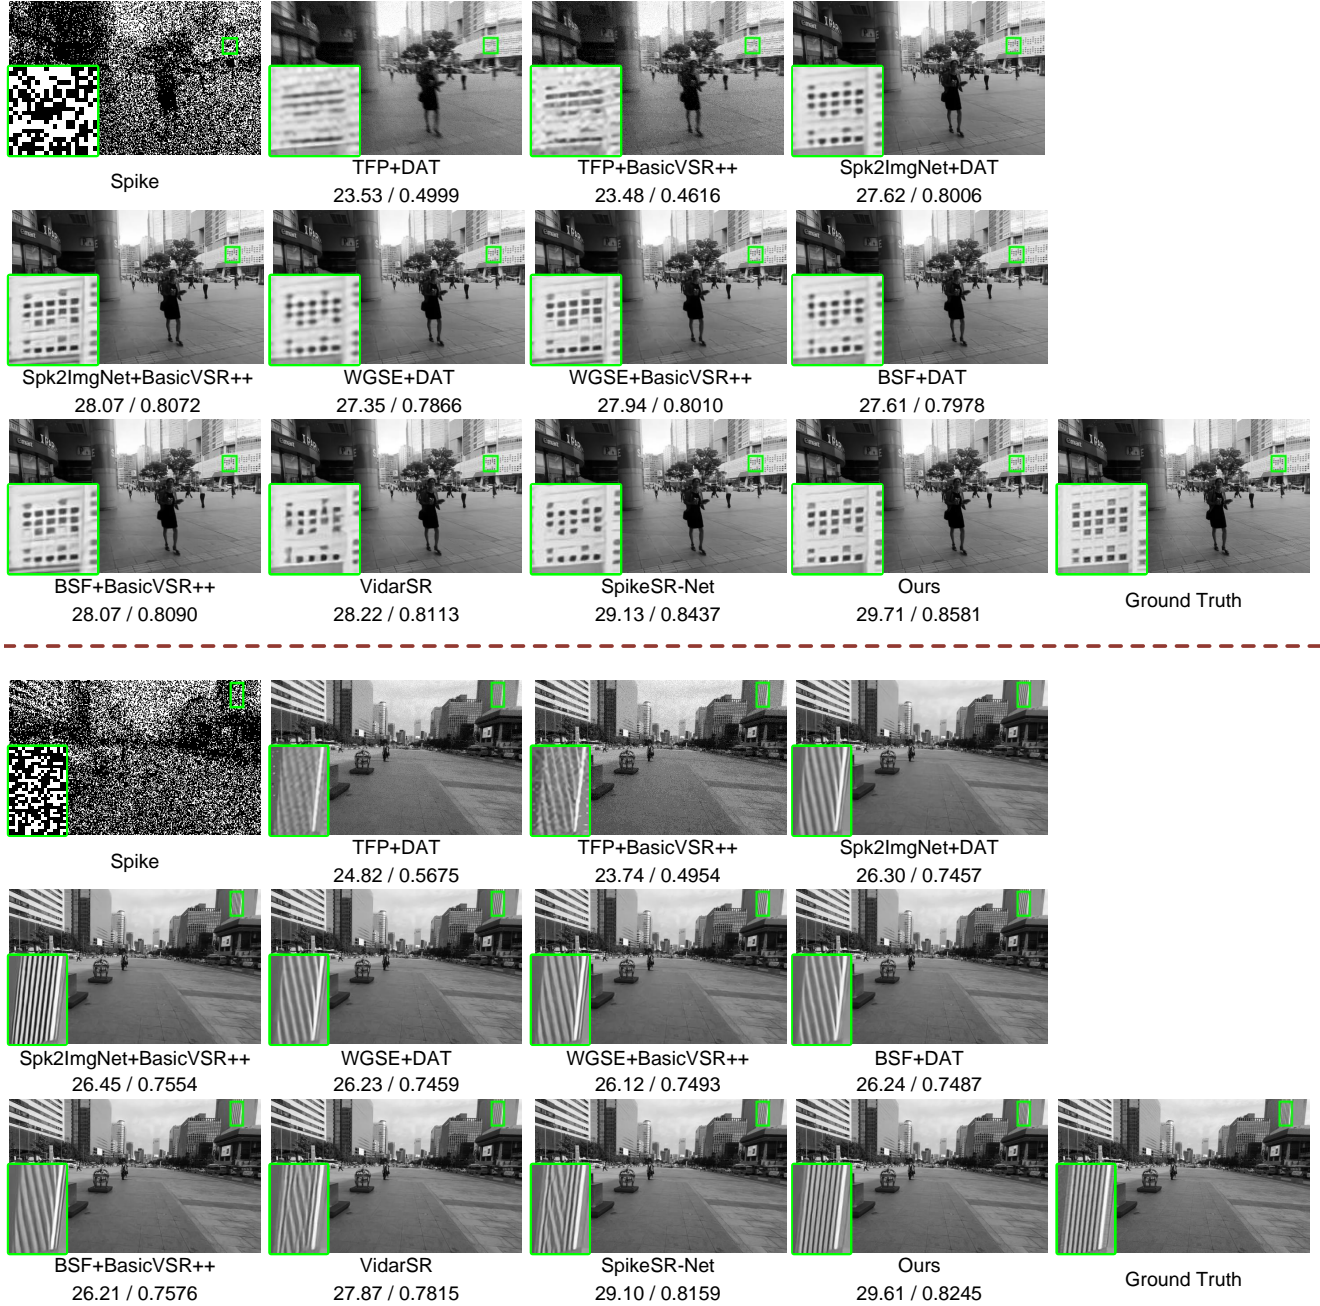 Spike
TFP+DAT
23.53 / 0.4999
TFP+BasicVSR++
23.48 / 0.4616
Spk2ImgNet+DAT
27.62 / 0.8006
Spk2ImgNet+BasicVSR++
28.07 / 0.8072
WGSE+DAT
27.35 / 0.7866
WGSE+BasicVSR++
27.94 / 0.8010
BSF+DAT
27.61 / 0.7978
BSF+BasicVSR++
28.07 / 0.8090
VidarSR
28.22 / 0.8113
SpikeSR-Net
29.13 / 0.8437
Ours
29.71 / 0.8581
Ground Truth
Spike
TFP+DAT
24.82 / 0.5675
TFP+BasicVSR++
23.74 / 0.4954
Spk2ImgNet+DAT
26.30 / 0.7457
Spk2ImgNet+BasicVSR++
26.45 / 0.7554
WGSE+DAT
26.23 / 0.7459
WGSE+BasicVSR++
26.12 / 0.7493
BSF+DAT
26.24 / 0.7487
BSF+BasicVSR++
26.21 / 0.7576
VidarSR
27.87 / 0.7815
SpikeSR-Net
29.10 / 0.8159
Ours
29.61 / 0.8245
Ground Truth